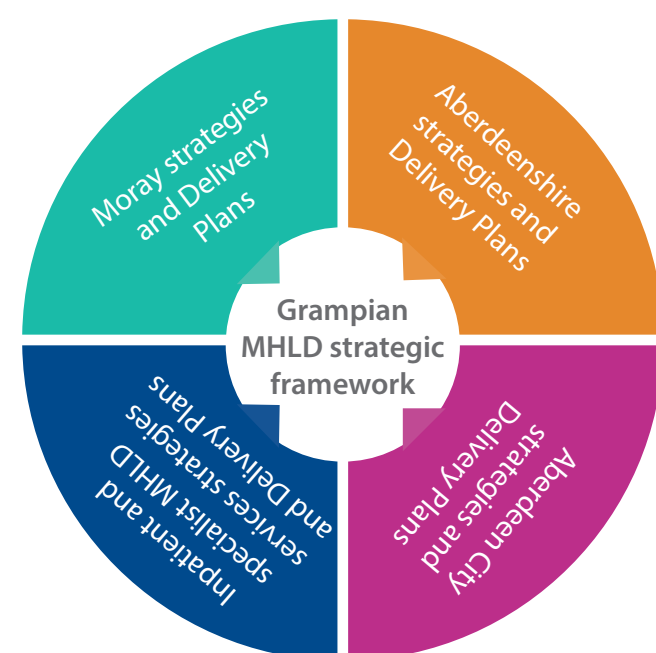 Moray strategies
and Delivery
Plans
Aberdeenshire
strategies and
Delivery Plans
Grampian
MHLD strategic
framework
Inpatient and
specialist MHLD
services strategies
and Delivery Plans
Aberdeen City
strategies and
Delivery Plans